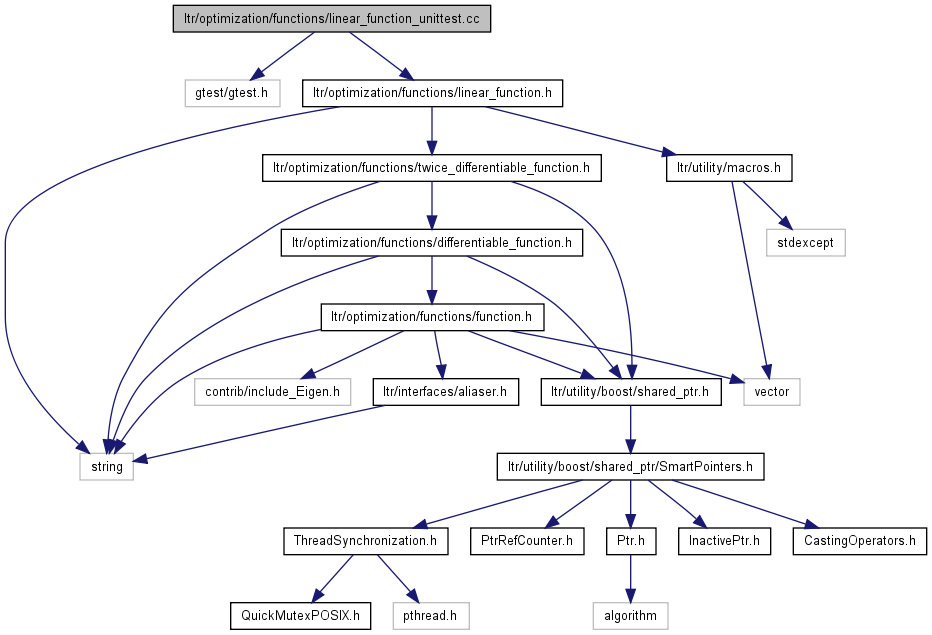 ltr/optimization/functions/linear_function_unittest.cc
gtest/gtest.h
ltr/optimization/functions/linear_function.h
ltr/optimization/functions/twice_differentiable_function.h
ltr/utility/macros.h
ltr/optimization/functions/differentiable_function.h
stdexcept
ltr/optimization/functions/function.h
contrib/include_Eigen.h
ltr/interfaces/aliaser.h
ltr/utility/boost/shared_ptr.h
vector
string
ltr/utility/boost/shared_ptr/SmartPointers.h
ThreadSynchronization.h
PtrRefCounter.h
Ptr.h
InactivePtr.h
CastingOperators.h
QuickMutexPOSIX.h
pthread.h
algorithm